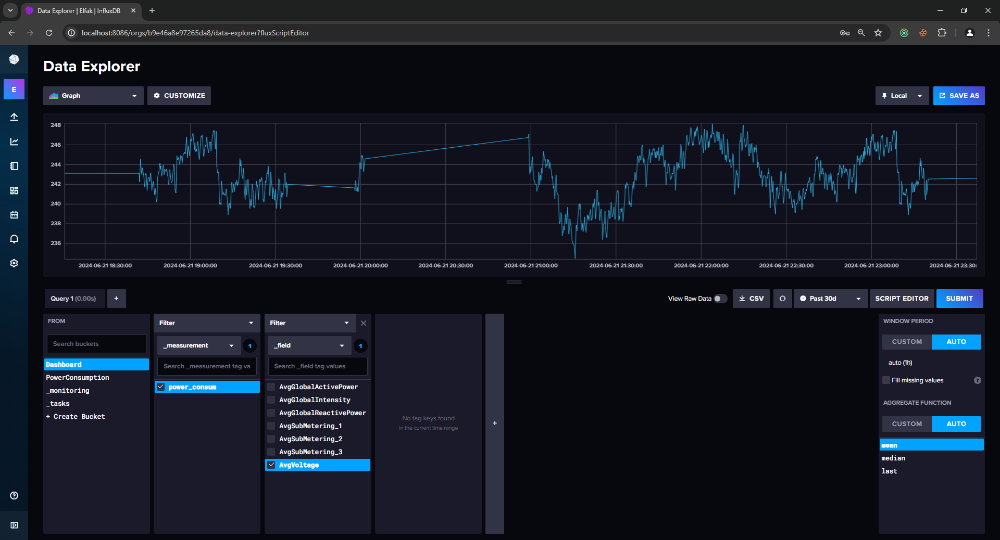 Data Explorer | Elfak | InfluxDB
localhost:8086/orgs/b9e46a8e97265da8/data-explorer?fluxScriptEditor
E
Data Explorer
Graph
CUSTOMIZE
Local
SAVE AS
248
246
244
242
240
238
236
2024-06-21 18:30:00
2024-06-21 19:00:00
2024-06-21 19:30:00
2024-06-21 20:00:00
2024-06-21 20:30:00
2024-06-21 21:00:00
2024-06-21 21:30:00
2024-06-21 22:00:00
2024-06-21 22:30:00
2024-06-21 23:00:00
2024-06-21 23:30:
Query 1 (0.00s)
+
View Raw Data
CSV
Past 30d
SCRIPT EDITOR
SUBMIT
FROM
Search buckets
Dashboard
PowerConsumption
_monitoring
_tasks
+ Create Bucket
Filter
_measurement
1
Search _measurement tag va
power_consum
Filter
_field
1
Search _field tag values
AvgGlobalActivePower
AvgGlobalIntensity
AvgGlobalReactivePower
AvgSubMetering_1
AvgSubMetering_2
AvgSubMetering_3
AvgVoltage
No tag keys found
in the current time range
+
WINDOW PERIOD
CUSTOM
AUTO
auto (1h)
Fill missing values
?
AGGREGATE FUNCTION
CUSTOM
AUTO
mean
median
last